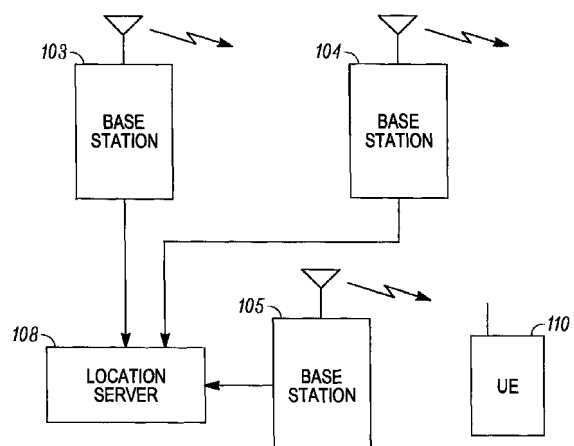 103
BASE
STATION
104
BASE
STATION
105
BASE
STATION
108
LOCATION
SERVER
110
UE